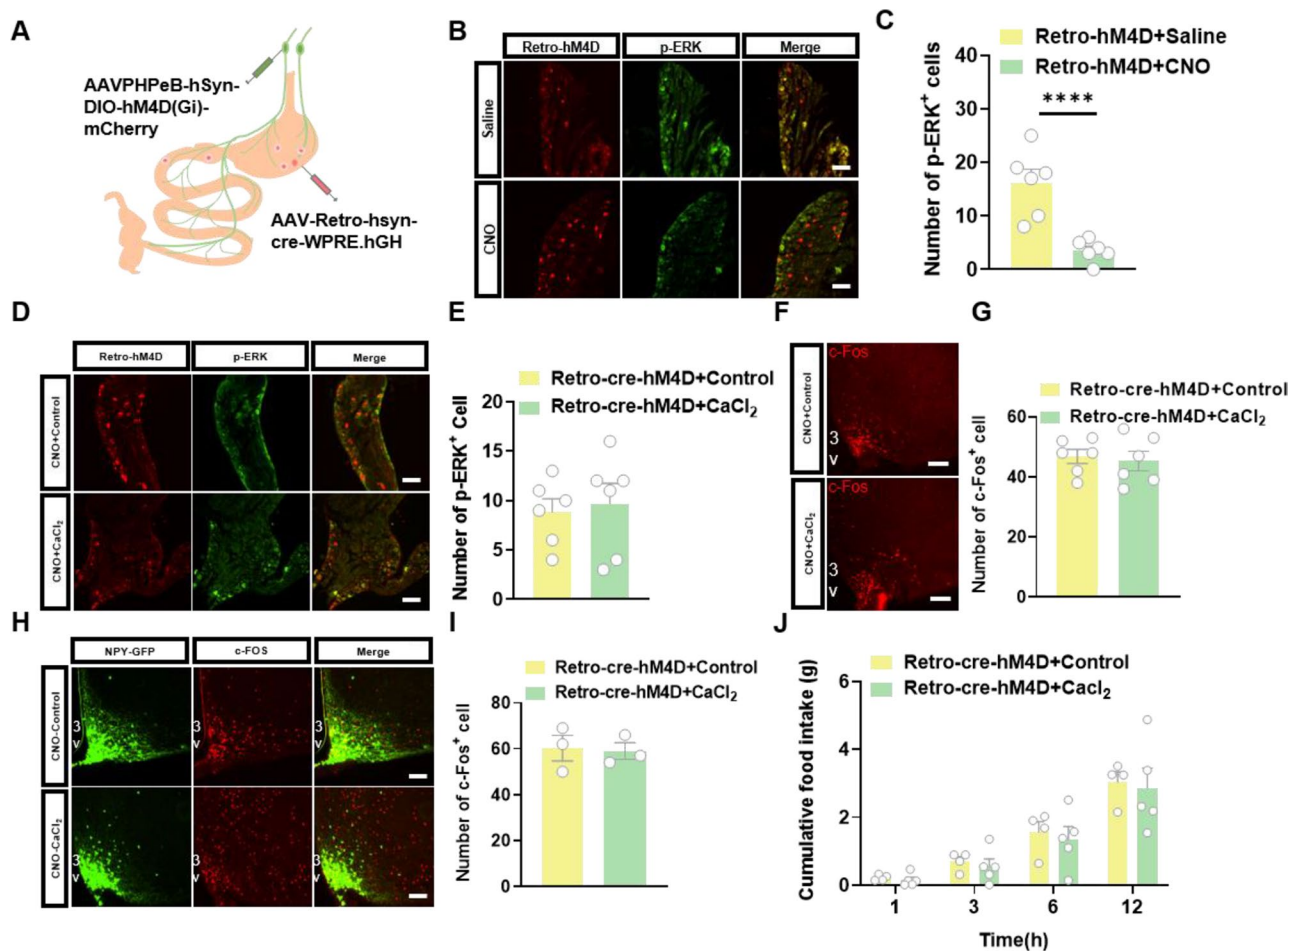 A
AAVPHPeB-hSyn-
DIO-hM4D(Gi)-
mCherry
AAV-Retro-hsyn-
cre-WPRE.hGH
B
Retro-hM4D
p-ERK
Merge
Saline
CNO
C
Retro-hM4D+Saline
Retro-hM4D+CNO
****
Number of p-ERK⁺ cells
40
30
20
10
0
D
Retro-hM4D
p-ERK
Merge
CNO+Control
CNO+CaCl₂
E
Retro-cre-hM4D+Control
Retro-cre-hM4D+CaCl₂
Number of p-ERK⁺ Cell
20
15
10
5
0
F
c-Fos
CNO+Control
3
V
c-Fos
CNO+CaCl₂
3
V
G
Retro-cre-hM4D+Control
Retro-cre-hM4D+CaCl₂
Number of c-Fos⁺ cell
60
40
20
0
H
NPY-GFP
c-FOS
Merge
CNO-Control
3
V
3
V
3
V
CNO-CaCl₂
3
V
3
V
3
V
I
Retro-cre-hM4D+Control
Retro-cre-hM4D+CaCl₂
Number of c-Fos⁺ cell
80
60
40
20
0
J
Retro-cre-hM4D+Control
Retro-cre-hM4D+Cacl₂
Cumulative food intake (g)
6
4
2
0
1
3
6
12
Time(h)